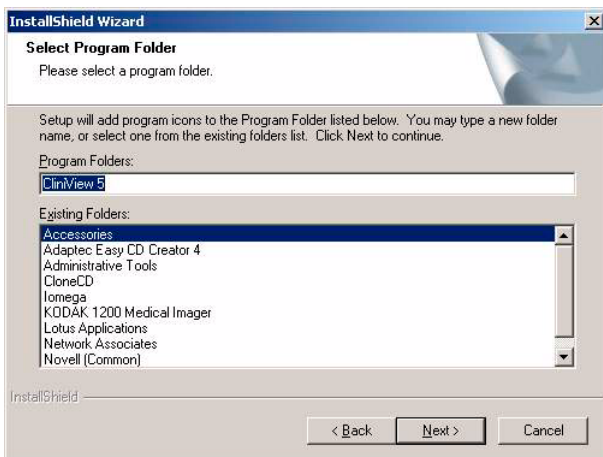 InstallShield Wizard
Select Program Folder
Please select a program folder.
Setup will add program icons to the Program Folder listed below. You may type a new folder
name, or select one from the existing folders list. Click Next to continue.
Program Folders:
CliniView 5
Existing Folders:
Accessories
Adaptec Easy CD Creator 4
Administrative Tools
CloneCD
Iomega
KODAK 1200 Medical Imager
Lotus Applications
Network Associates
Novell (Common)
InstallShield
< Back
Next >
Cancel